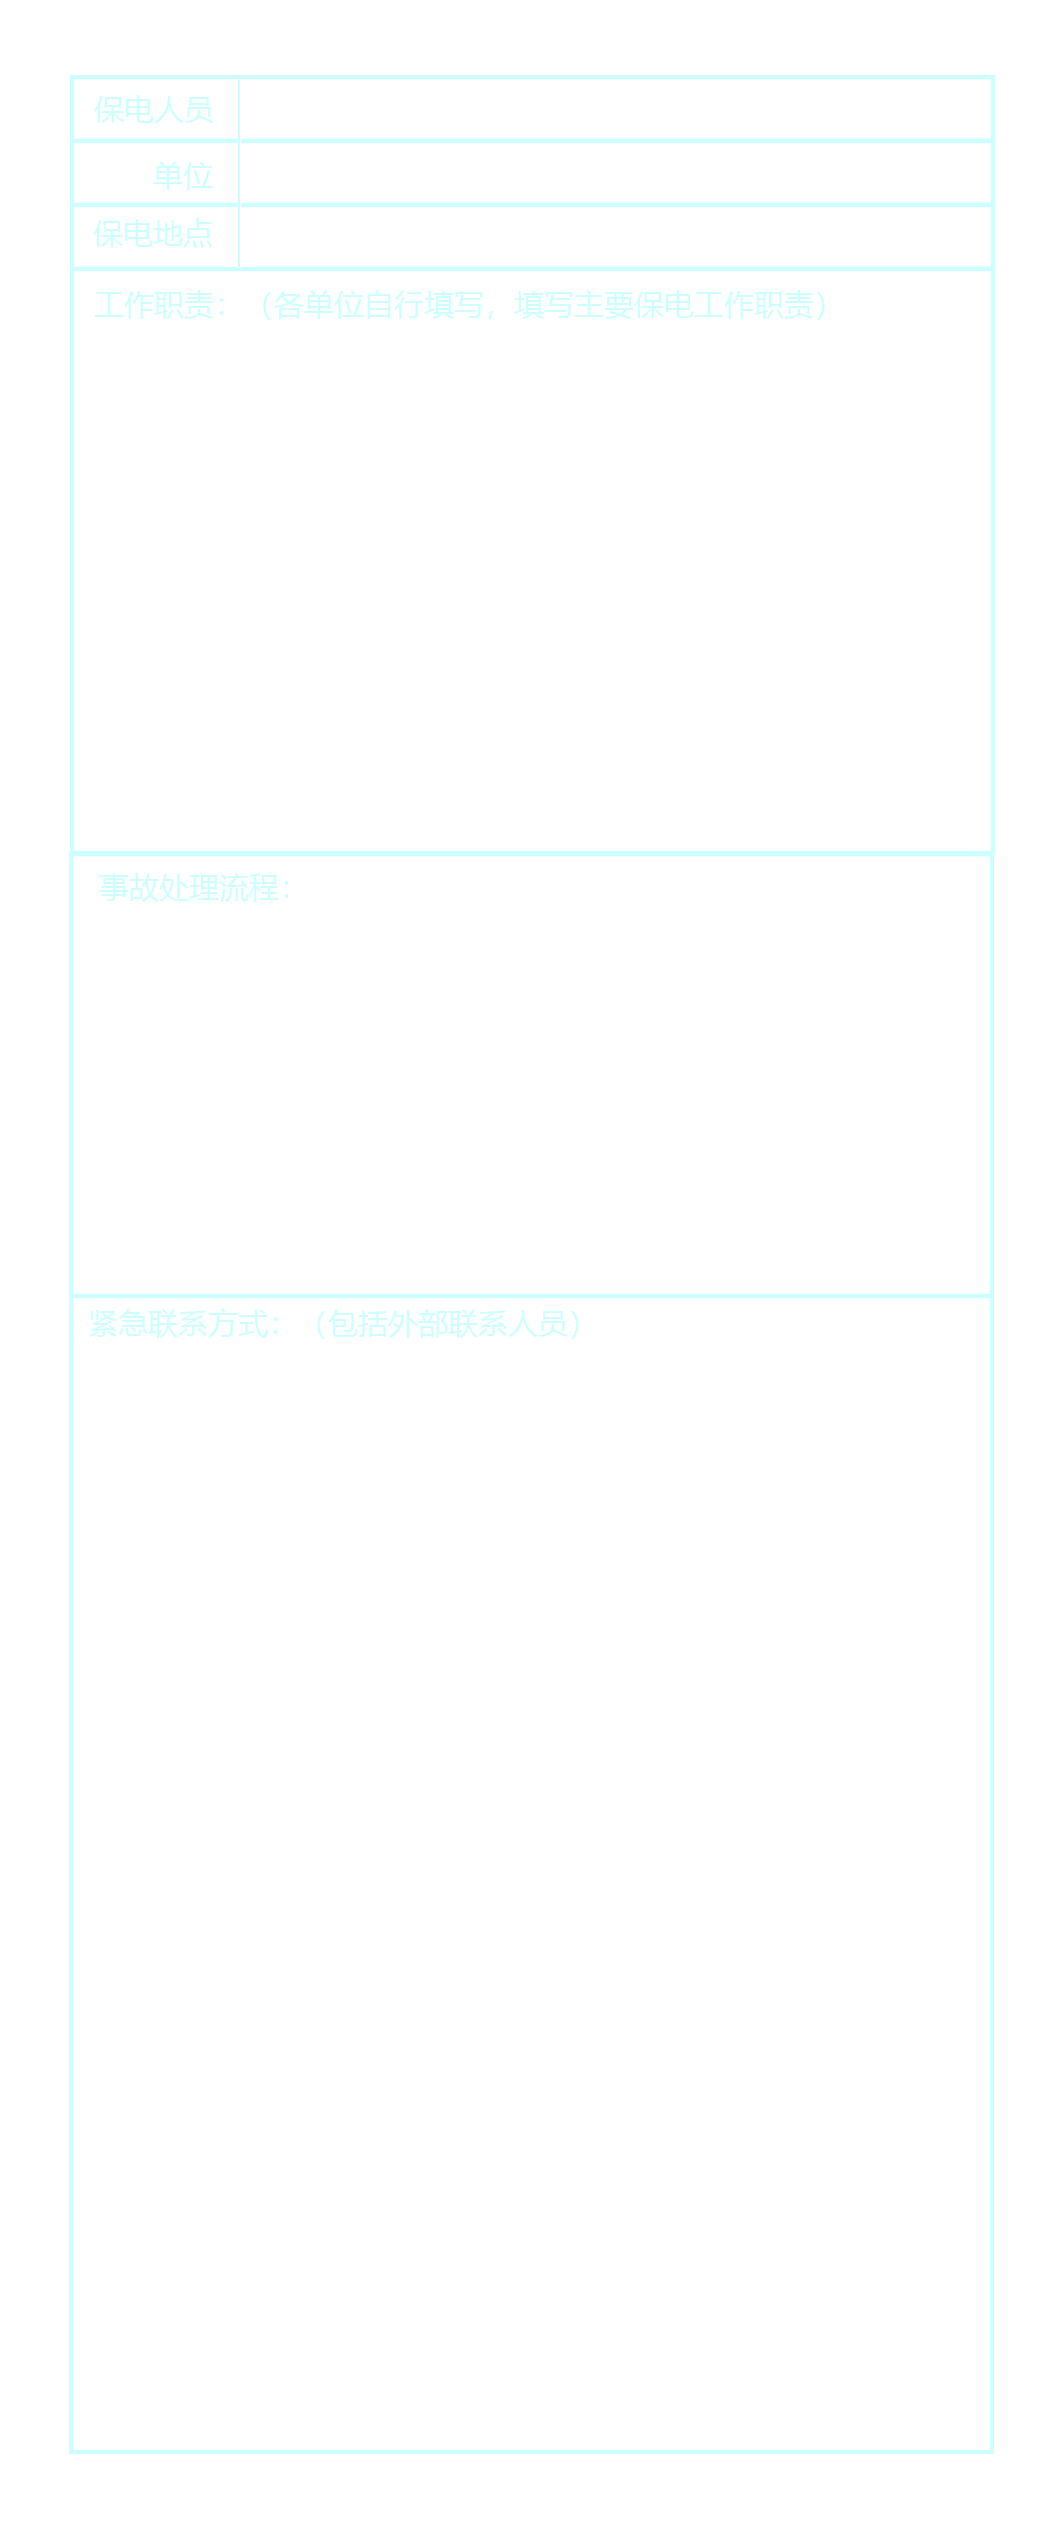 保电人员
单位
保电地点
工作职责：（各单位自行填写，填写主要保电工作职责）
事故处理流程：
紧急联系方式：（包括外部联系人员）